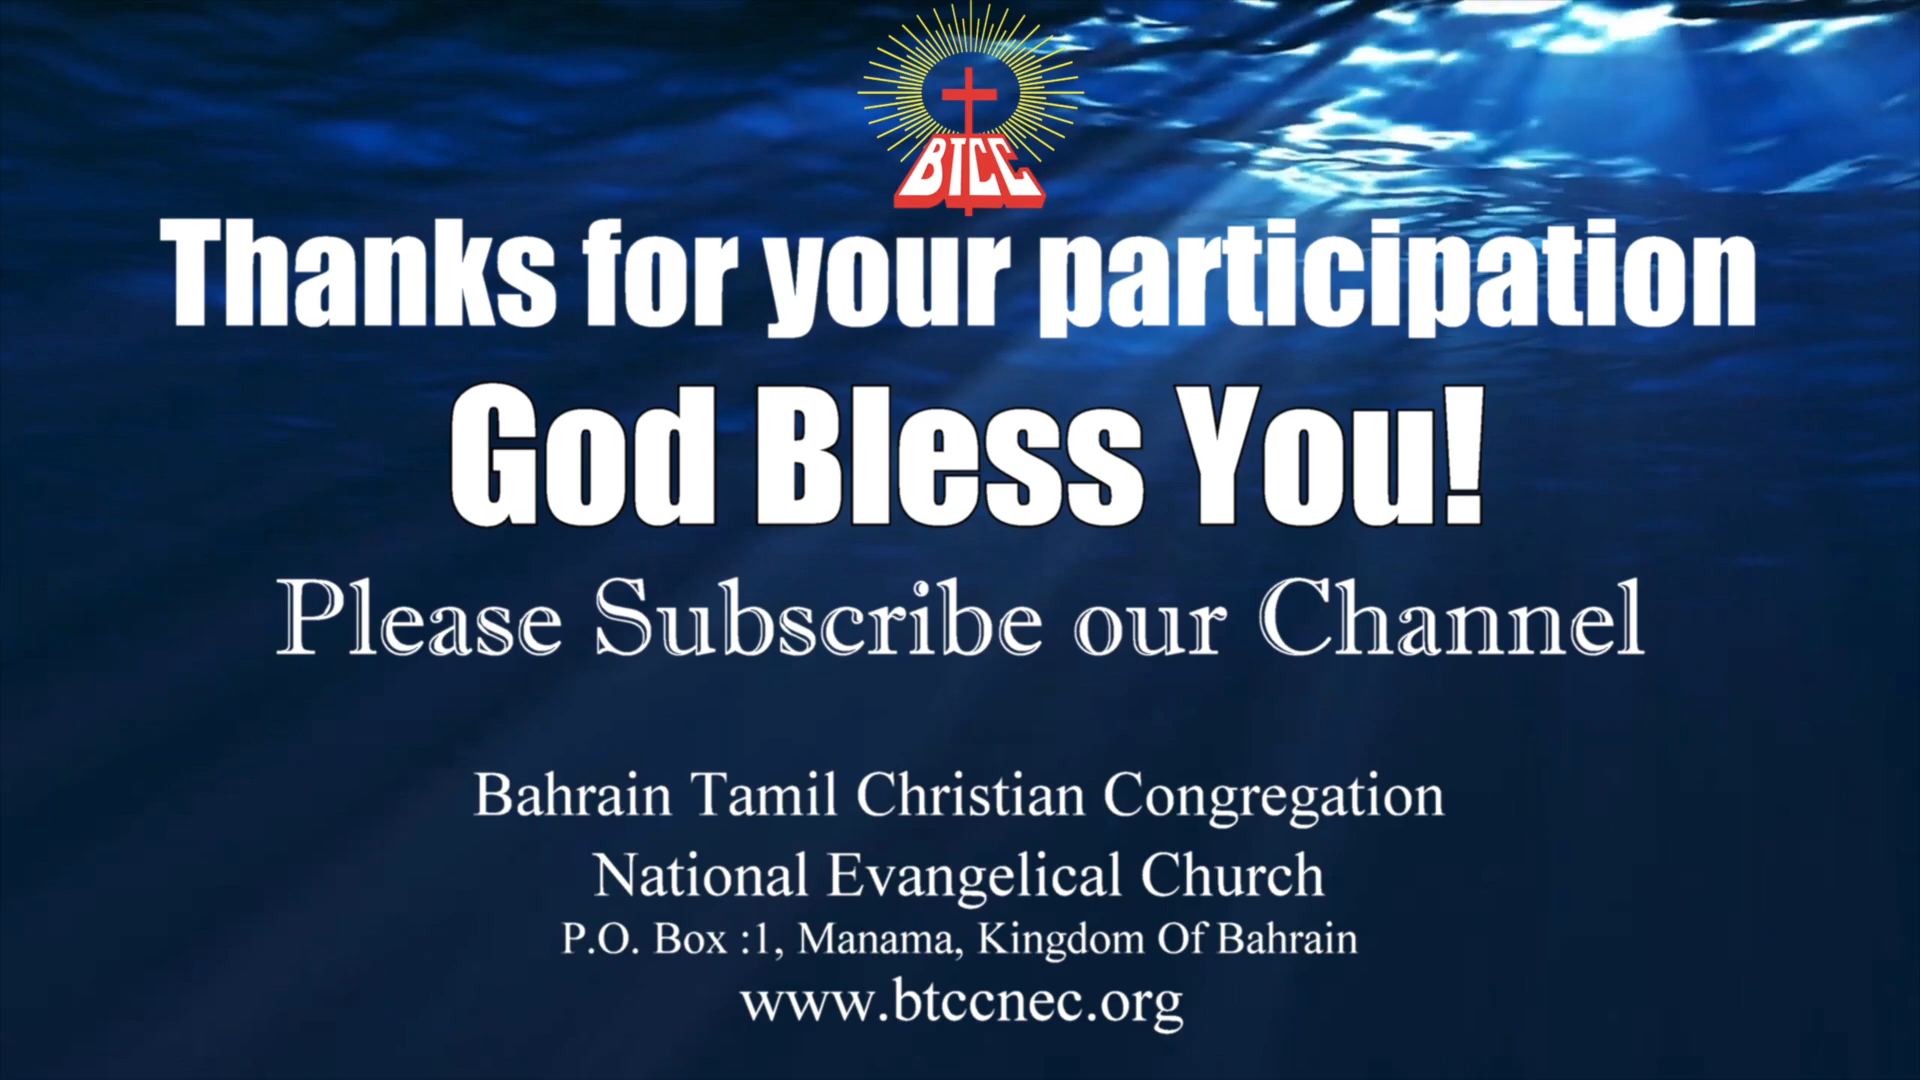 BTCC
Thanks for your participation
God Bless You!
Please Subscribe our Channel
Bahrain Tamil Christian Congregation
National Evangelical Church
P.O. Box :1, Manama, Kingdom Of Bahrain
www.btccnec.org